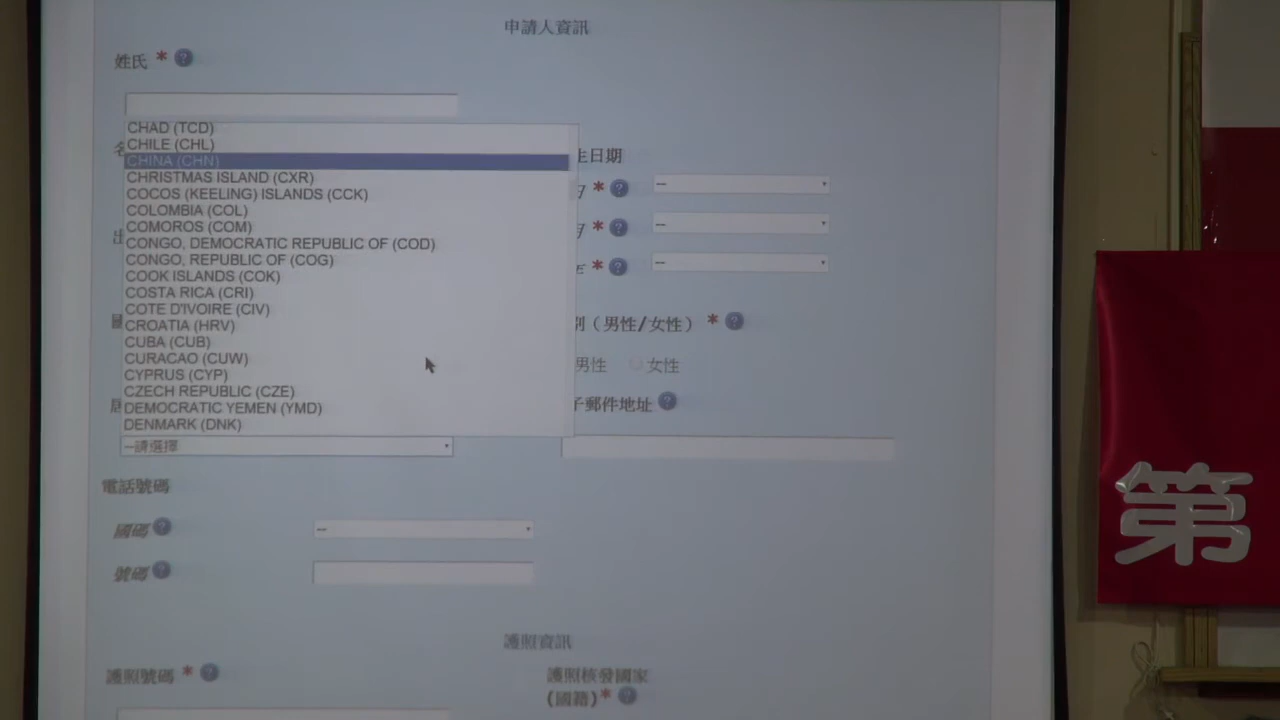 申請人資訊
姓氏 * ?
CHAD (TCD)
CHILE (CHL)
CHINA (CHN)
CHRISTMAS ISLAND (CXR)
COCOS (KEELING) ISLANDS (CCK)
COLOMBIA (COL)
COMOROS (COM)
CONGO, DEMOCRATIC REPUBLIC OF (COD)
CONGO, REPUBLIC OF (COG)
COOK ISLANDS (COK)
COSTA RICA (CRI)
COTE D'IVOIRE (CIV)
CROATIA (HRV)
CUBA (CUB)
CURACAO (CUW)
CYPRUS (CYP)
CZECH REPUBLIC (CZE)
DEMOCRATIC YEMEN (YMD)
DENMARK (DNK)
--請選擇
生日期
* ? ---
* ? ---
* ? ---
別（男性/女性） * ?
男性 女性
子郵件地址 ?
電話號碼
國碼 ? ---
號碼 ?
護照資訊
護照號碼 * ?
護照核發國家
(國籍) * ?
第